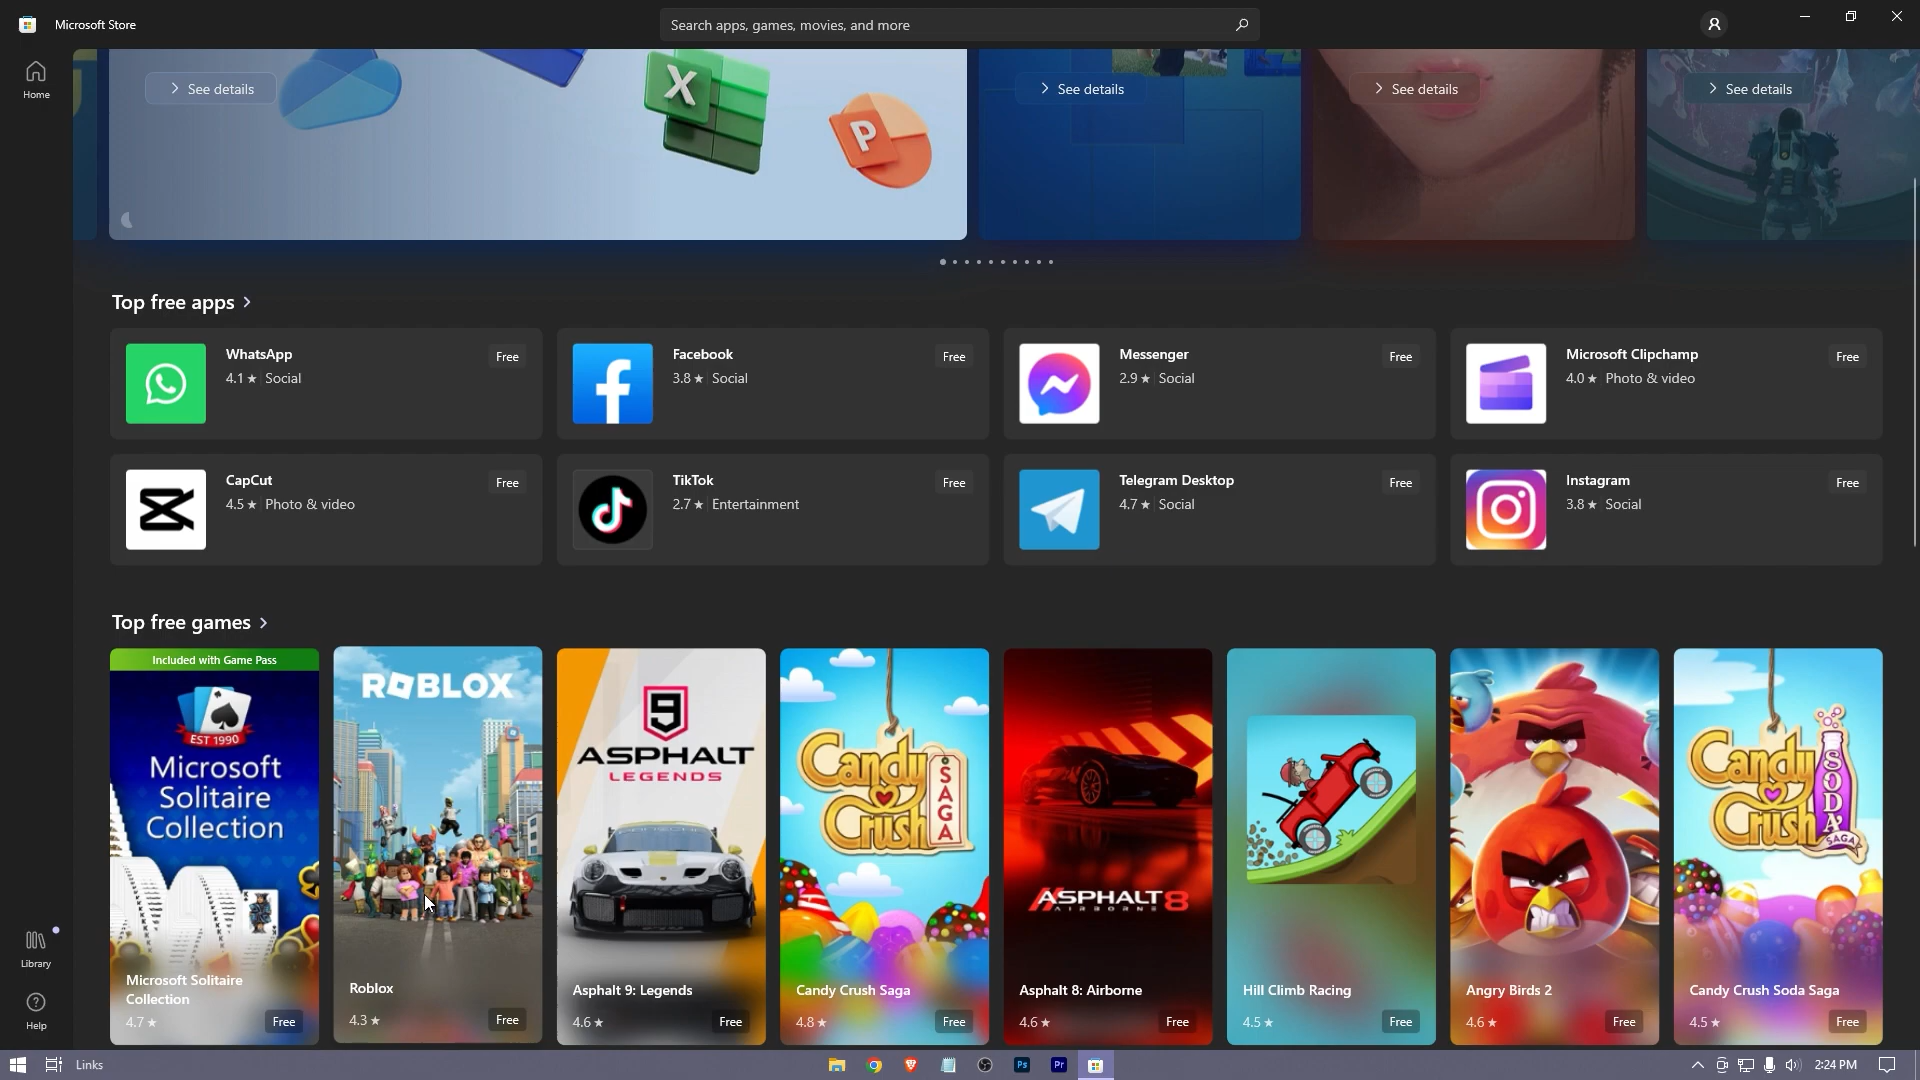 Microsoft Store
Search apps, games, movies, and more
Home
See details
See details
See details
See details
X
P
Top free apps
WhatsApp
4.1 ★ Social
Free
Facebook
3.8 ★ Social
Free
Messenger
2.9 ★ Social
Free
Microsoft Clipchamp
4.0 ★ Photo & video
Free
CapCut
4.5 ★ Photo & video
Free
TikTok
2.7 ★ Entertainment
Free
Telegram Desktop
4.7 ★ Social
Free
Instagram
3.8 ★ Social
Free
Top free games
Included with Game Pass
EST 1990
Microsoft
Solitaire
Collection
Microsoft Solitaire
Collection
4.7 ★
Free
ROBLOX
Roblox
4.3 ★
Free
9
ASPHALT
LEGENDS
Asphalt 9: Legends
4.6 ★
Free
Candy
Crush
SAGA
Candy Crush Saga
4.8 ★
Free
ASPHALT 8
AIRBORNE
Asphalt 8: Airborne
4.6 ★
Free
Hill Climb Racing
4.5 ★
Free
Angry Birds 2
4.6 ★
Free
Candy
Crush
SODA
SAGA
Candy Crush Soda Saga
4.5 ★
Free
Library
Help
Links
Ps
Pr
2:24 PM